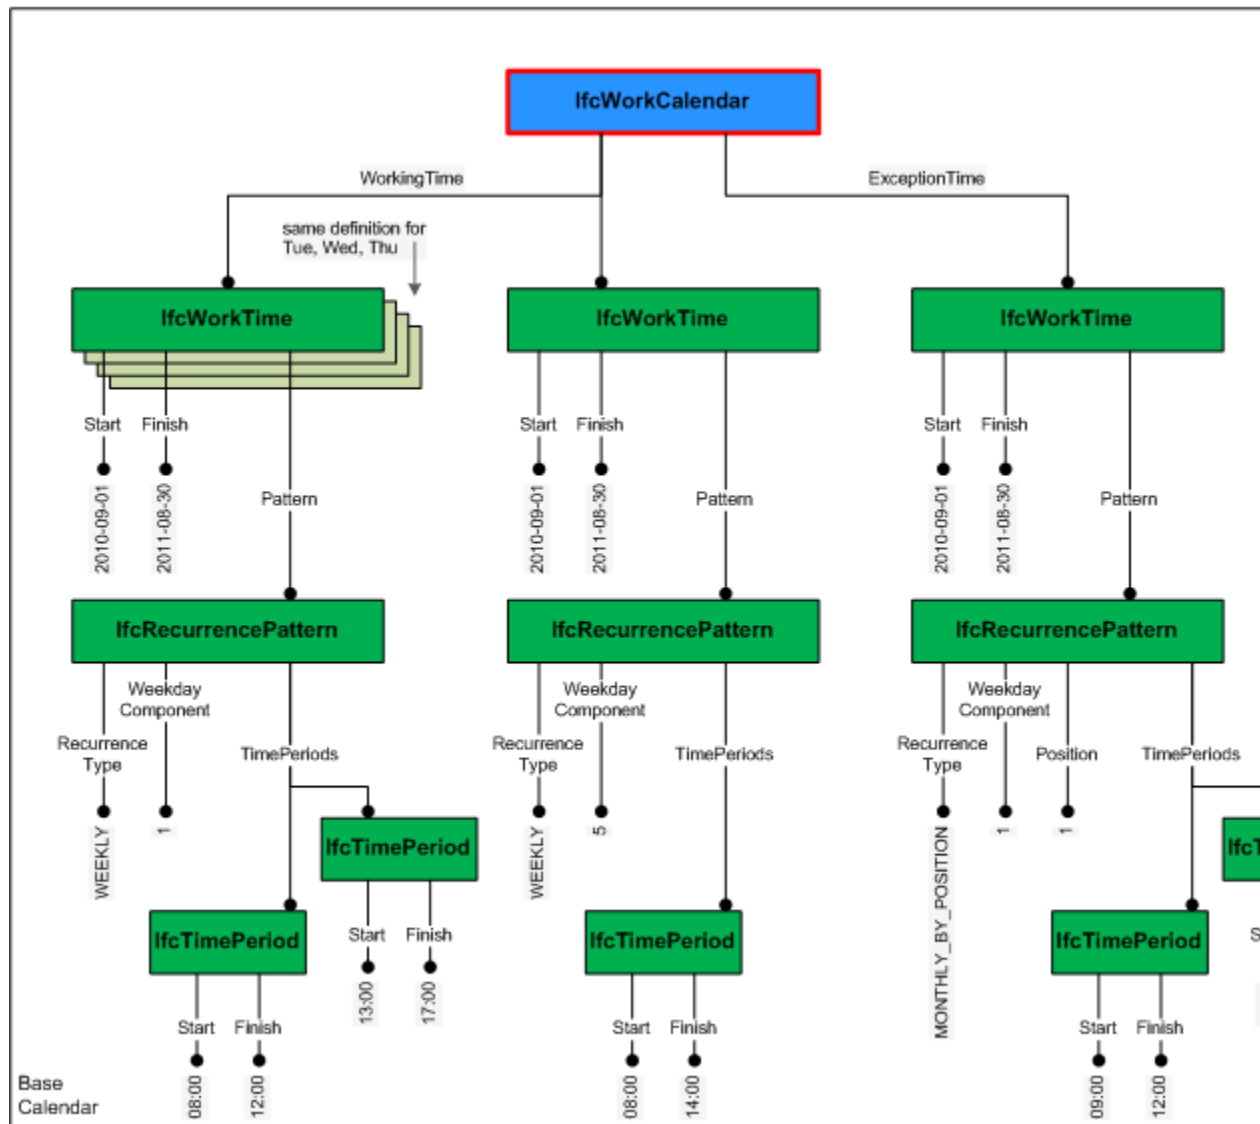 IfcWorkCalendar
WorkingTime
ExceptionTime
same definition for
Tue, Wed, Thu
IfcWorkTime
IfcWorkTime
IfcWorkTime
Start
Finish
Start
Finish
Start
Finish
2010-09-01
2011-08-30
Pattern
2010-09-01
2011-08-30
Pattern
2010-09-01
2011-08-30
Pattern
IfcRecurrencePattern
IfcRecurrencePattern
IfcRecurrencePattern
Weekday
Component
Recurrence
Type
TimePeriods
Weekday
Component
Recurrence
Type
TimePeriods
Weekday
Component
Recurrence
Type
Position
TimePeriods
WEEKLY
1
IfcTimePeriod
WEEKLY
5
MONTHLY_BY_POSITION
1
1
IfcTimePeriod
Start
Finish
13:00
17:00
IfcTimePeriod
IfcTimePeriod
Start
Finish
08:00
12:00
Start
Finish
08:00
14:00
Start
Finish
09:00
12:00
Base
Calendar